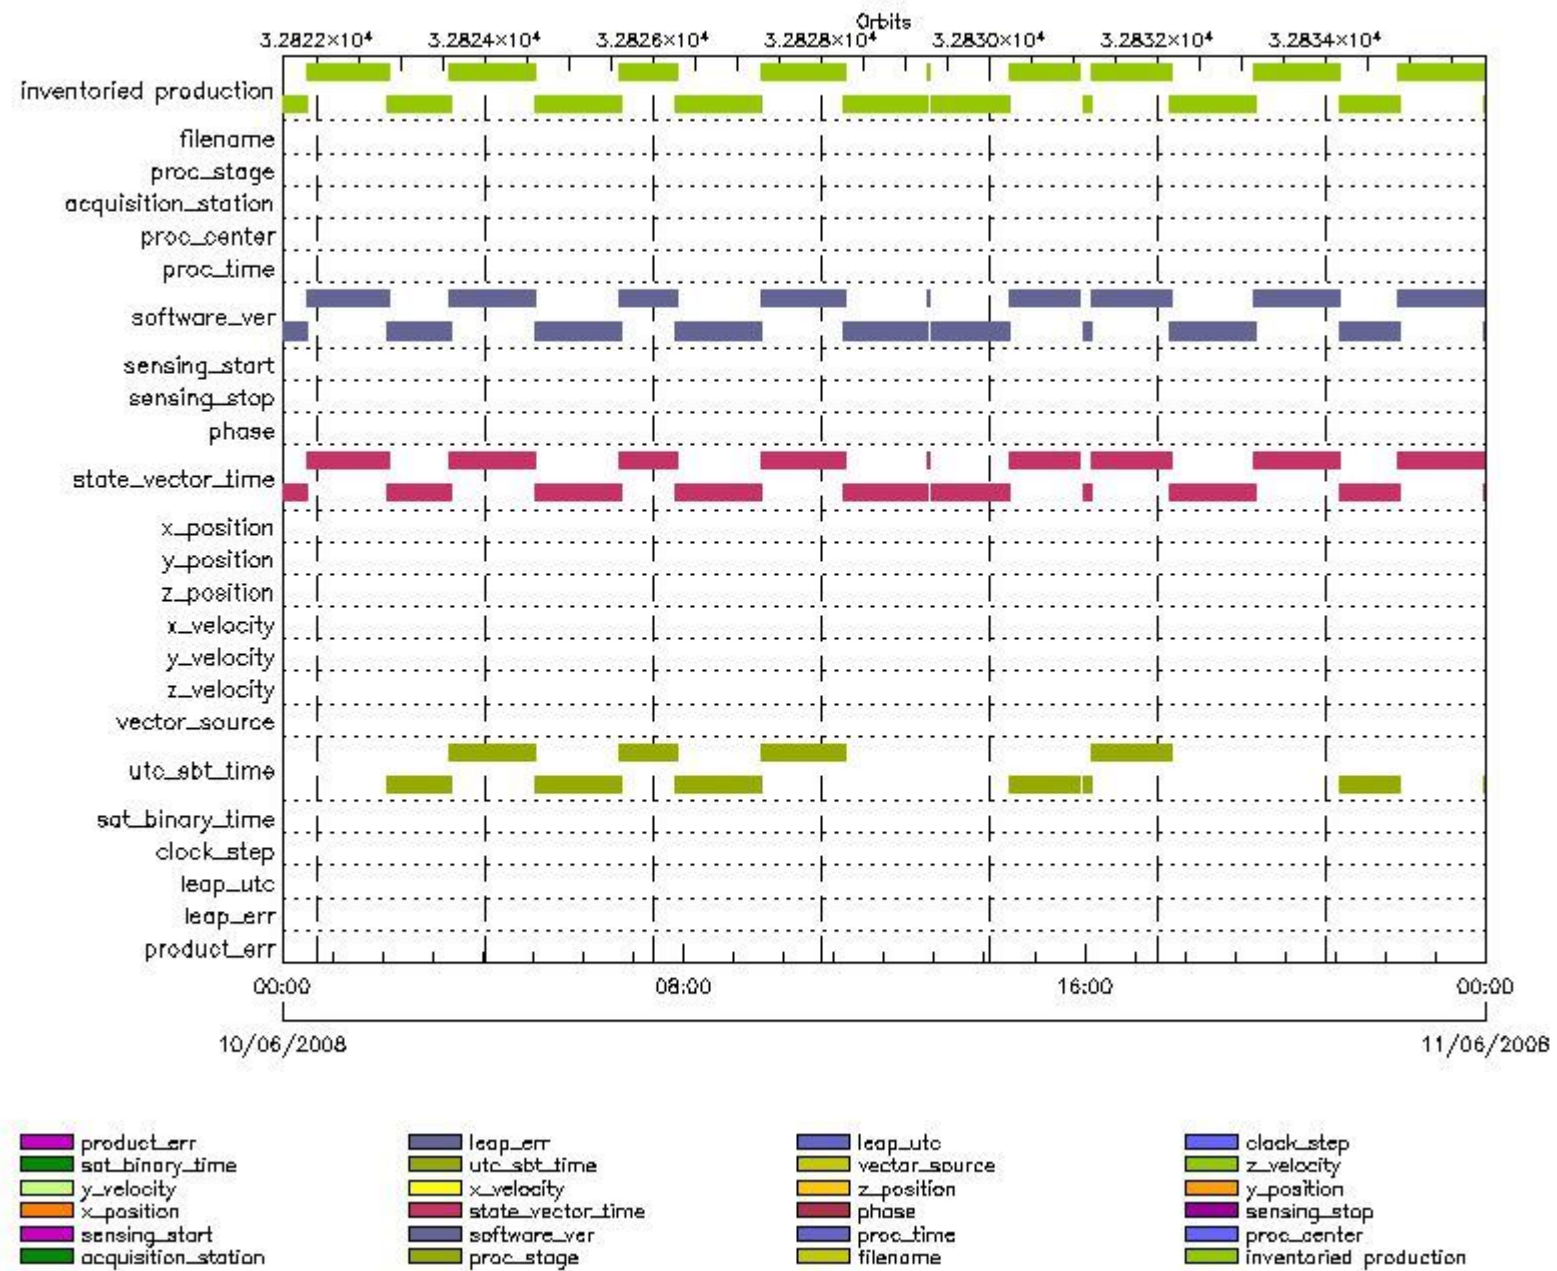 Orbits
3.2822×10⁴ 3.2824×10⁴ 3.2826×10⁴ 3.2828×10⁴ 3.2830×10⁴ 3.2832×10⁴ 3.2834×10⁴
inventoried production
filename
proc_stage
acquisition_station
proc_center
proc_time
software_ver
sensing_start
sensing_stop
phase
state_vector_time
x_position
y_position
z_position
x_velocity
y_velocity
z_velocity
vector_source
utc_sbt_time
sat_binary_time
clock_step
leap_utc
leap_err
product_err
00:00 08:00 16:00 00:00
10/06/2008 11/06/2008
product_err leap_err leap_utc clock_step
sat_binary_time utc_sbt_time vector_source z_velocity
y_velocity x_velocity z_position y_position
x_position state_vector_time phase sensing_stop
sensing_start software_ver proc_time proc_center
acquisition_station proc_stage filename inventoried production